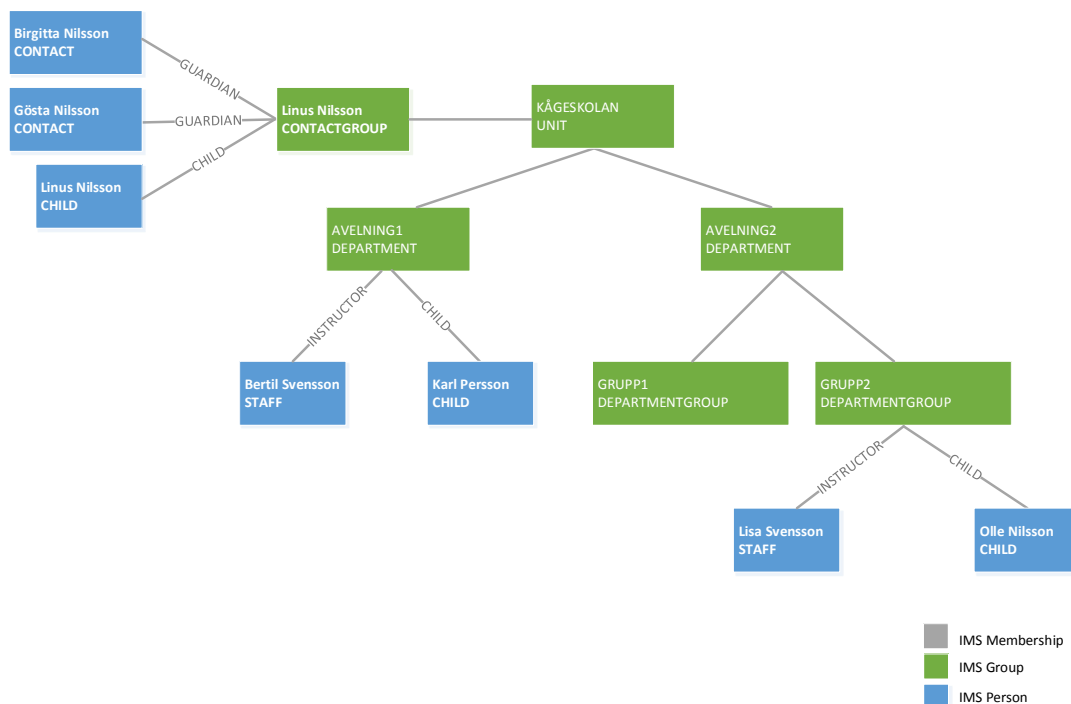 Birgitta Nilsson
CONTACT
GUARDIAN
Gösta Nilsson
CONTACT
GUARDIAN
Linus Nilsson
CONTACTGROUP
KÅGESKOLAN
UNIT
CHILD
Linus Nilsson
CHILD
AVELNING1
DEPARTMENT
AVELNING2
DEPARTMENT
INSTRUCTOR
CHILD
Bertil Svensson
STAFF
Karl Persson
CHILD
GRUPP1
DEPARTMENTGROUP
GRUPP2
DEPARTMENTGROUP
INSTRUCTOR
CHILD
Lisa Svensson
STAFF
Olle Nilsson
CHILD
IMS Membership
IMS Group
IMS Person